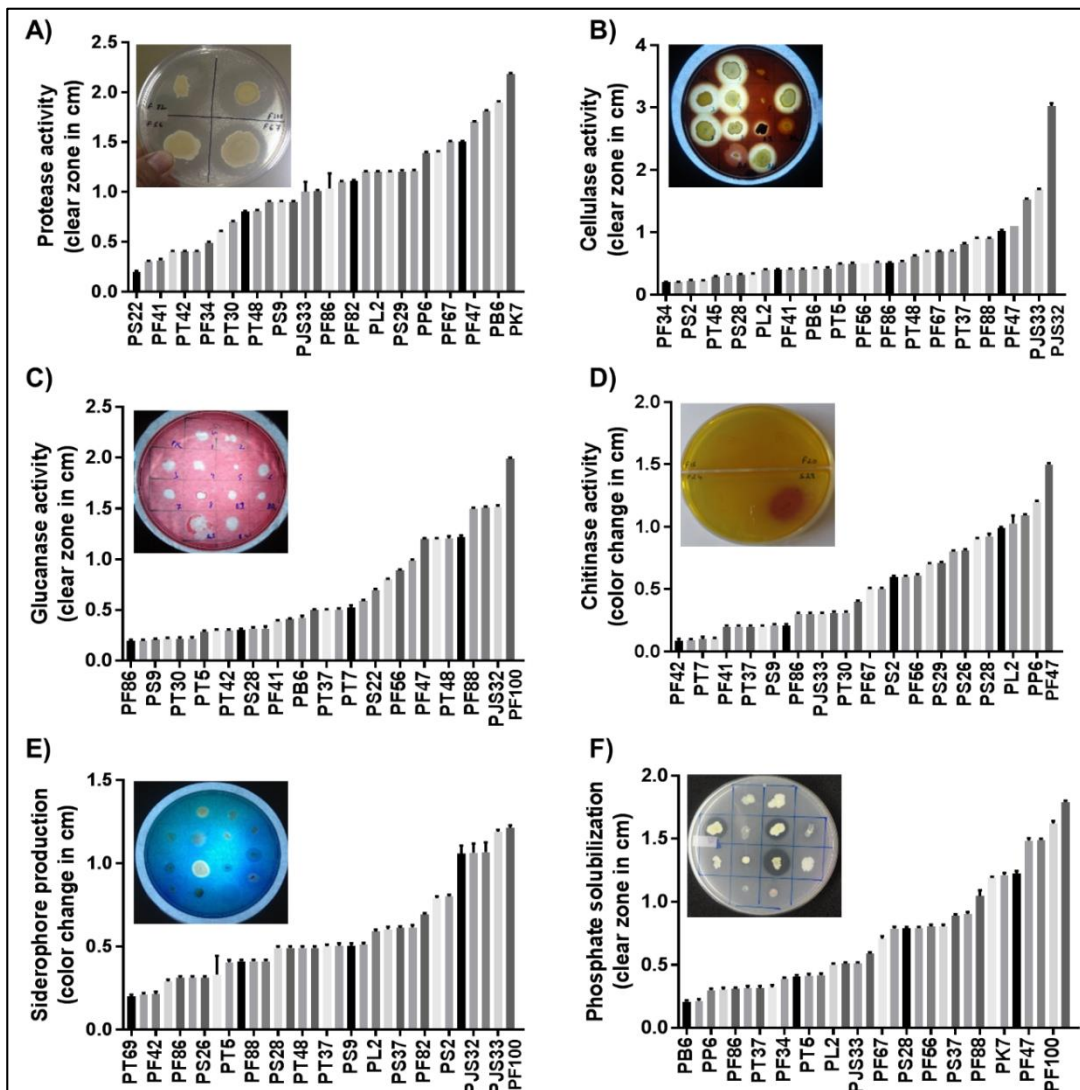 A)
Protease activity
(clear zone in cm)
2.5
2.0
1.5
1.0
0.5
0.0
PS22
PF41
PT42
PF34
PT30
PT48
PS9
PJS33
PF86
PF82
PL2
PS29
PP6
PF67
PF47
PB6
PK7
B)
Cellulase activity
(clear zone in cm)
4
3
2
1
0
PF34
PS2
PT45
PS28
PL2
PF41
PB6
PT5
PF56
PF86
PT48
PF67
PT37
PF88
PF47
PJS33
PJS32
C)
Glucanase activity
(clear zone in cm)
2.5
2.0
1.5
1.0
0.5
0.0
PF86
PS9
PT30
PT5
PT42
PS28
PF41
PB6
PT37
PT7
PS22
PF56
PF47
PT48
PF88
PJS32
PF100
D)
Chitinase activity
(color change in cm)
2.0
1.5
1.0
0.5
0.0
PF42
PT7
PF41
PT37
PS9
PF86
PJS33
PT30
PF67
PS2
PF56
PS29
PS26
PS28
PL2
PP6
PF47
E)
Siderophore production
(color change in cm)
1.5
1.0
0.5
0.0
PT69
PF42
PF86
PS26
PT5
PF88
PS28
PT48
PT37
PS9
PL2
PS37
PF82
PS2
PJS32
PJS33
PF100
F)
Phosphate solubilization
(clear zone in cm)
2.0
1.5
1.0
0.5
0.0
PB6
PP6
PF86
PT37
PF34
PT5
PL2
PJS33
PF67
PS28
PF56
PS37
PF88
PK7
PF47
PF100